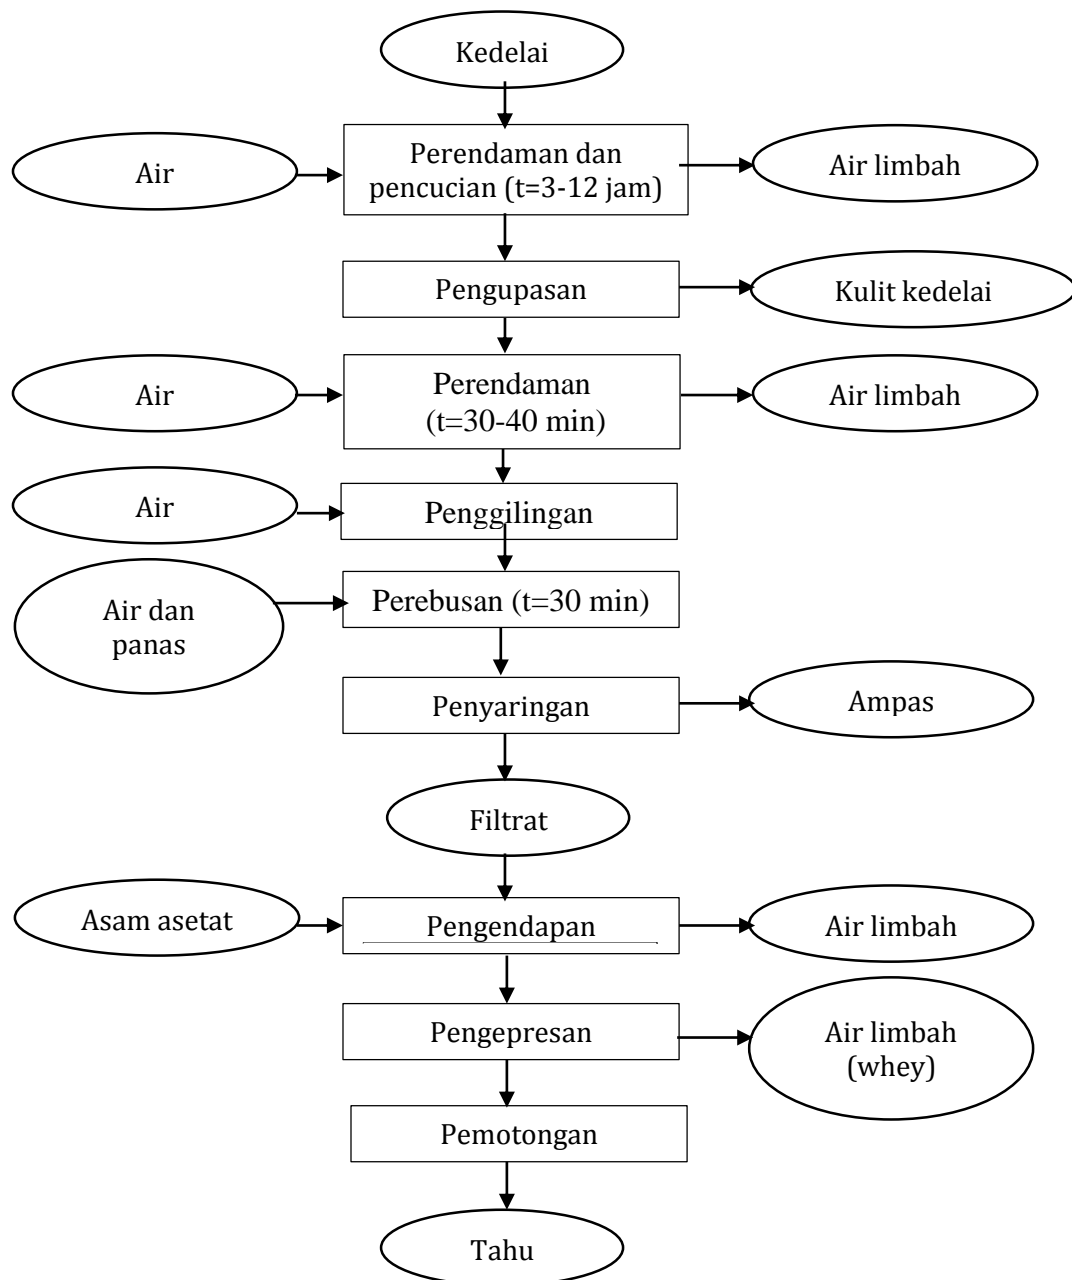 Kedelai
Air
Perendaman dan
pencucian (t=3-12 jam)
Air limbah
Pengupasan
Kulit kedelai
Air
Perendaman
(t=30-40 min)
Air limbah
Air
Penggilingan
Air dan
panas
Perebusan (t=30 min)
Penyaringan
Ampas
Filtrat
Asam asetat
Pengendapan
Air limbah
Pengepresan
Air limbah
(whey)
Pemotongan
Tahu